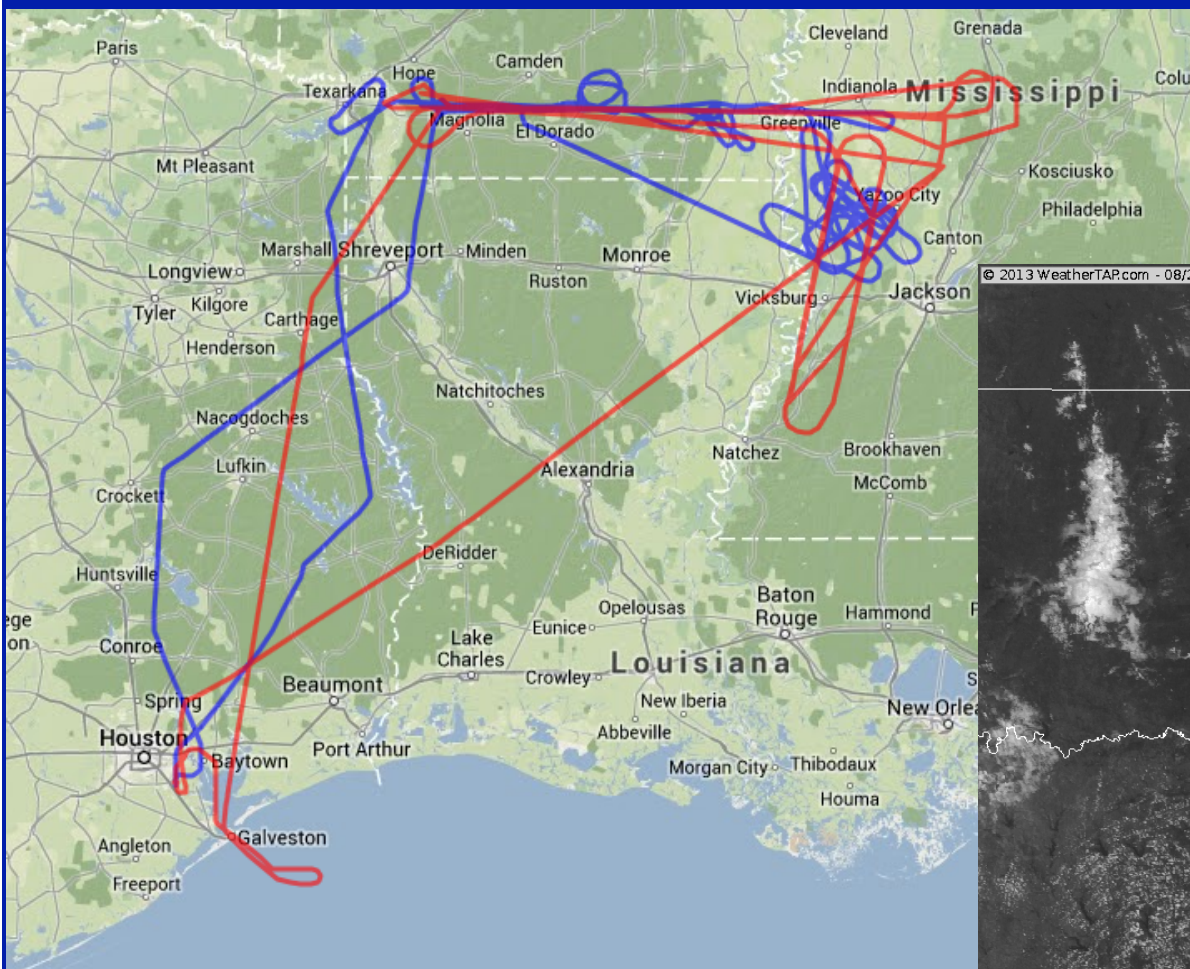 Cleveland
Grenada
Paris
Camden
Hope
Texarkana
Indianola
Mississippi
Colu
Magnolia
El Dorado
Greenville
Mt Pleasant
Kosciusko
Yazoo City
Philadelphia
Canton
Marshall
Shreveport
Minden
Monroe
Longview
Ruston
Kilgore
Tyler
Vicksburg
Jackson
© 2013 WeatherTAP.com - 08/2
Carthage
Henderson
Natchitoches
Nacogdoches
Natchez
Brookhaven
Lufkin
Alexandria
McComb
Crockett
DeRidder
Huntsville
Baton
Rouge
Opelousas
Hammond
ege
on
Eunice
Lake
Charles
Conroe
Louisiana
Crowley
Beaumont
Spring
New Iberia
New Orlea
Abbeville
Houston
Port Arthur
Baytown
Morgan City
Thibodaux
Houma
Galveston
Angleton
Freeport